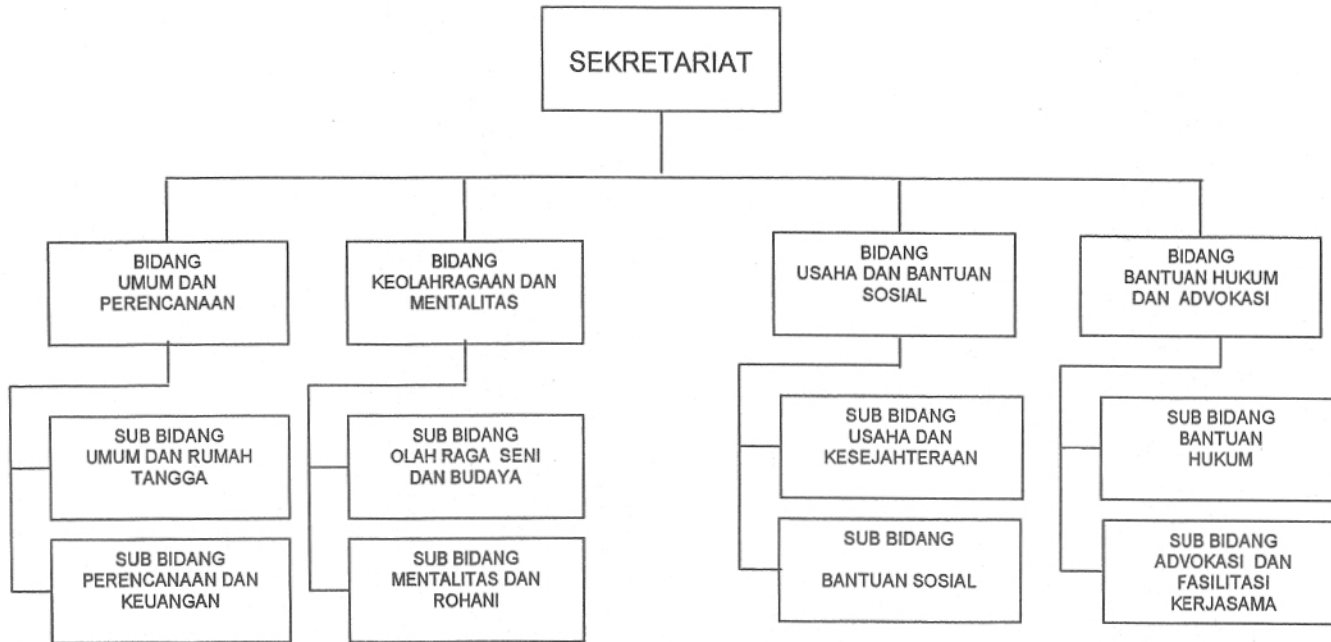 SEKRETARIAT
BIDANG
UMUM DAN
PERENCANAAN
BIDANG
KEOLAHRAGAAN DAN
MENTALITAS
BIDANG
USAHA DAN BANTUAN
SOSIAL
BIDANG
BANTUAN HUKUM
DAN ADVOKASI
SUB BIDANG
UMUM DAN RUMAH
TANGGA
SUB BIDANG
OLAH RAGA SENI
DAN BUDAYA
SUB BIDANG
USAHA DAN
KESEJAHTERAAN
SUB BIDANG
BANTUAN
HUKUM
SUB BIDANG
PERENCANAAN DAN
KEUANGAN
SUB BIDANG
MENTALITAS DAN
ROHANI
SUB BIDANG
BANTUAN SOSIAL
SUB BIDANG
ADVOKASI DAN
FASILITASI
KERJASAMA